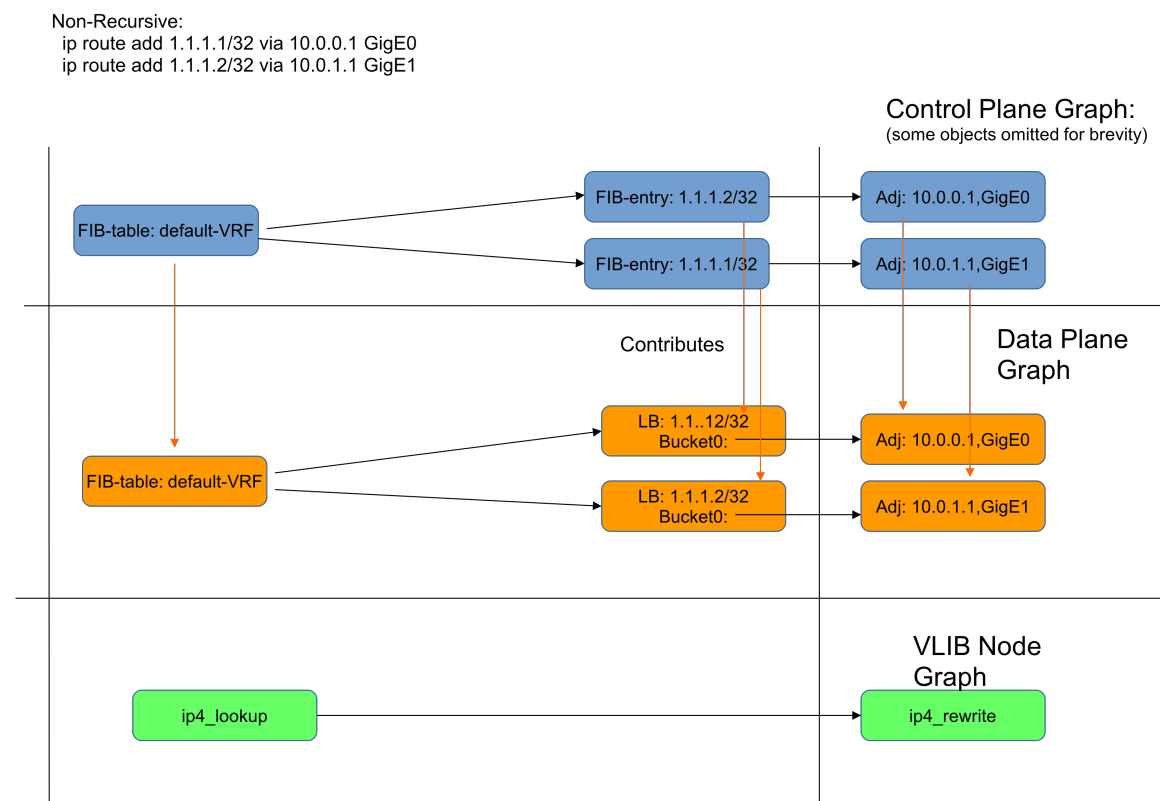 Non-Recursive:
ip route add 1.1.1.1/32 via 10.0.0.1 GigE0
ip route add 1.1.1.2/32 via 10.0.1.1 GigE1
Control Plane Graph:
(some objects omitted for brevity)
FIB-table: default-VRF
FIB-entry: 1.1.1.2/32
Adj: 10.0.0.1,GigE0
FIB-entry: 1.1.1.1/32
Adj: 10.0.1.1,GigE1
Contributes
Data Plane
Graph
FIB-table: default-VRF
LB: 1.1..12/32
Bucket0:
Adj: 10.0.0.1,GigE0
LB: 1.1.1.2/32
Bucket0:
Adj: 10.0.1.1,GigE1
VLIB Node
Graph
ip4_lookup
ip4_rewrite